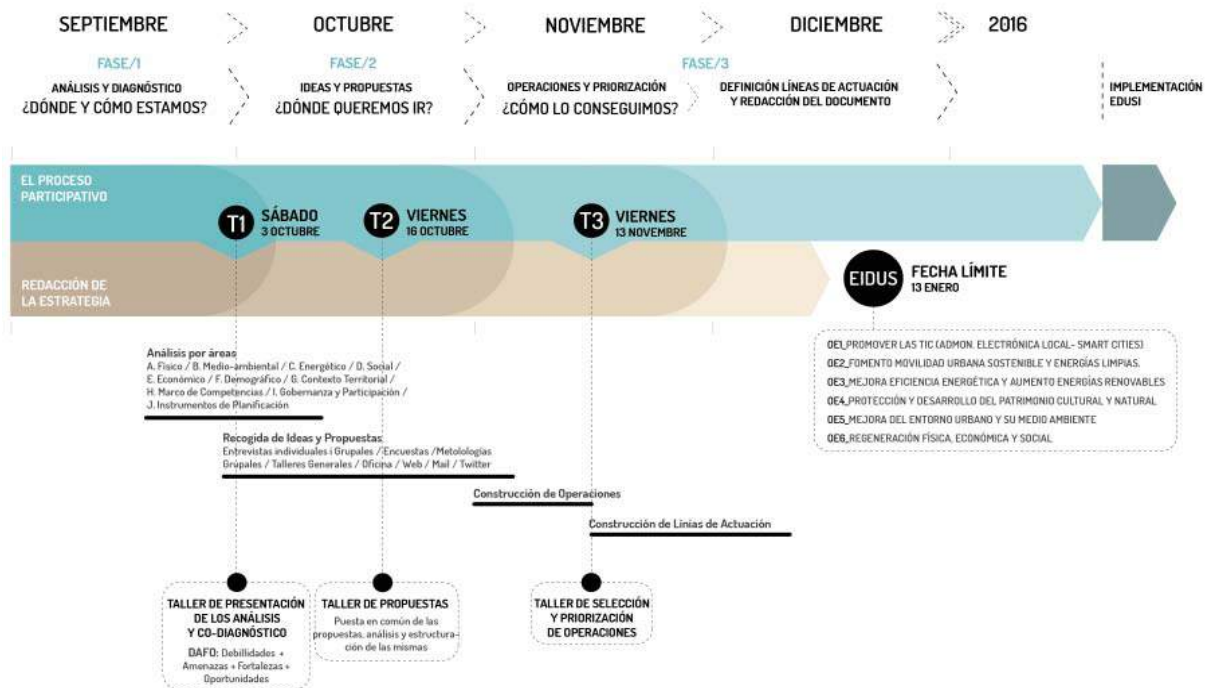 SEPTIEMBRE
OCTUBRE
NOVIEMBRE
DICIEMBRE
2016
FASE/1
FASE/2
FASE/3
ANÁLISIS Y DIAGNÓSTICO
¿DÓNDE Y CÓMO ESTAMOS?
IDEAS Y PROPUESTAS
¿DÓNDE QUEREMOS IR?
OPERACIONES Y PRIORIZACIÓN
¿CÓMO LO CONSEGUIMOS?
DEFINICIÓN LÍNEAS DE ACTUACIÓN
Y REDACCIÓN DEL DOCUMENTO
IMPLEMENTACIÓN
EDUSI
EL PROCESO
PARTICIPATIVO
T1
SÁBADO
3 OCTUBRE
T2
VIERNES
16 OCTUBRE
T3
VIERNES
13 NOVEMBRE
REDACCIÓN DE
LA ESTRATEGIA
EIDUS
FECHA LÍMITE
13 ENERO
OE1_PROMOVER LAS TIC (ADMON. ELECTRÓNICA LOCAL- SMART CITIES)
OE2_FOMENTO MOVILIDAD URBANA SOSTENIBLE Y ENERGÍAS LIMPIAS.
OE3_MEJORA EFICIENCIA ENERGÉTICA Y AUMENTO ENERGÍAS RENOVABLES
OE4_PROTECCIÓN Y DESARROLLO DEL PATRIMONIO CULTURAL Y NATURAL
OE5_MEJORA DEL ENTORNO URBANO Y SU MEDIO AMBIENTE
OE6_REGENERACIÓN FÍSICA, ECONÓMICA Y SOCIAL
Análisis por áreas
A. Físico / B. Medio-ambiental / C. Energético / D. Social /
E. Económico / F. Demográfico / G. Contexto Territorial /
H. Marco de Competencias / I. Gobernanza y Participación /
J. Instrumentos de Planificación
Recogida de Ideas y Propuestas
Entrevistas individuales i Grupales / Encuestas / Metolologías
Grupales / Talleres Generales / Oficina / Web / Mail / Twitter
Construcción de Operaciones
Construcción de Línias de Actuación
TALLER DE PRESENTACIÓN
DE LOS ANÁLISIS
Y CO-DIAGNÓSTICO
DAFO: Debillidades +
Amenazas + Fortalezas +
Oportunidades
TALLER DE PROPUESTAS
Puesta en común de las
propuestas, análisis y estructura-
ción de las mismas
TALLER DE SELECCIÓN
Y PRIORIZACIÓN
DE OPERACIONES